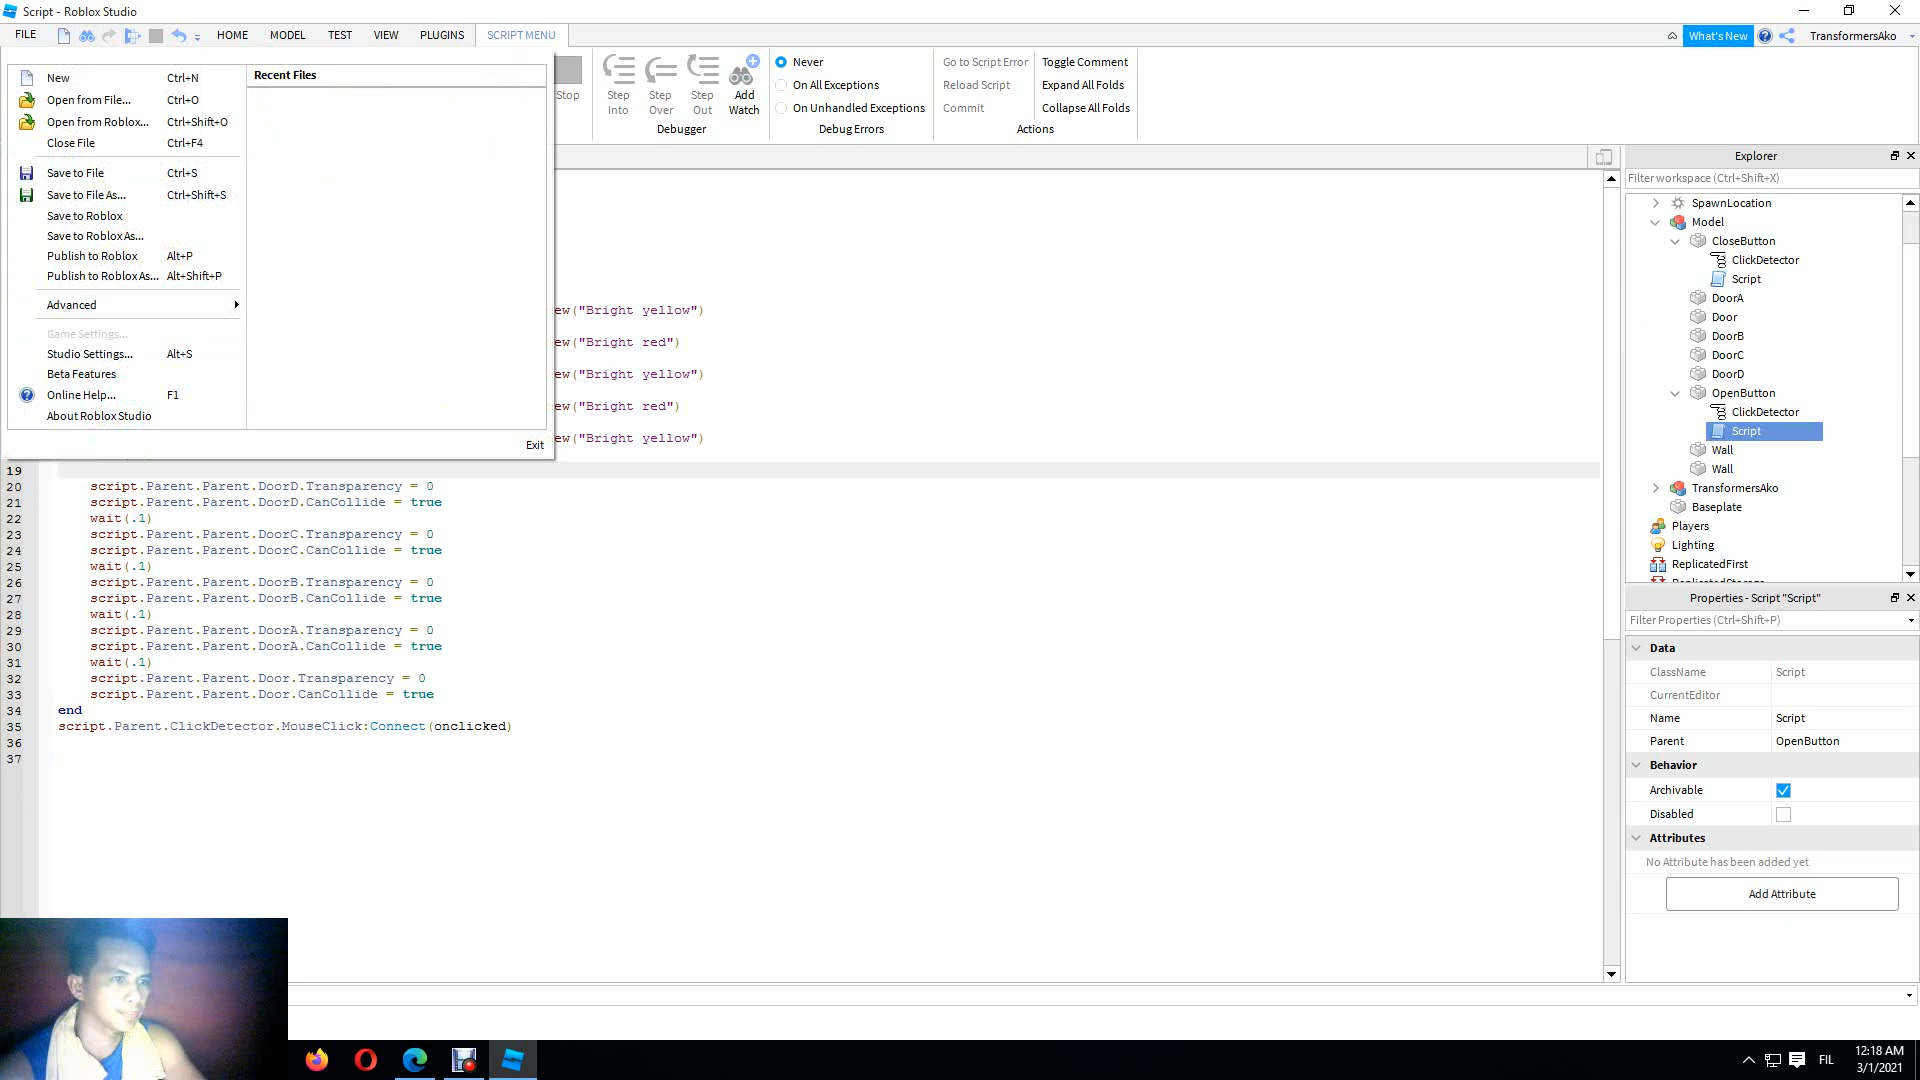 Script - Roblox Studio
FILE HOME MODEL TEST VIEW PLUGINS SCRIPT MENU What's New TransformersAko
New Ctrl+N
Open from File... Ctrl+O
Open from Roblox... Ctrl+Shift+O
Close File Ctrl+F4
Save to File Ctrl+S
Save to File As... Ctrl+Shift+S
Save to Roblox
Save to Roblox As...
Publish to Roblox Alt+P
Publish to Roblox As... Alt+Shift+P
Advanced
Game Settings...
Studio Settings... Alt+S
Beta Features
Online Help... F1
About Roblox Studio
Recent Files
Exit
Stop
Step Into
Step Over
Step Out
Add Watch
Debugger
Never
On All Exceptions
On Unhandled Exceptions
Debug Errors
Go to Script Error
Reload Script
Commit
Toggle Comment
Expand All Folds
Collapse All Folds
Actions
ew("Bright yellow")
ew("Bright red")
ew("Bright yellow")
ew("Bright red")
ew("Bright yellow")
19
20 script.Parent.Parent.DoorD.Transparency = 0
21 script.Parent.Parent.DoorD.CanCollide = true
22 wait(.1)
23 script.Parent.Parent.DoorC.Transparency = 0
24 script.Parent.Parent.DoorC.CanCollide = true
25 wait(.1)
26 script.Parent.Parent.DoorB.Transparency = 0
27 script.Parent.Parent.DoorB.CanCollide = true
28 wait(.1)
29 script.Parent.Parent.DoorA.Transparency = 0
30 script.Parent.Parent.DoorA.CanCollide = true
31 wait(.1)
32 script.Parent.Parent.Door.Transparency = 0
33 script.Parent.Parent.Door.CanCollide = true
34 end
35 script.Parent.ClickDetector.MouseClick:Connect(onclicked)
36
37
Explorer
Filter workspace (Ctrl+Shift+X)
SpawnLocation
Model
CloseButton
ClickDetector
Script
DoorA
Door
DoorB
DoorC
DoorD
OpenButton
ClickDetector
Script
Wall
Wall
TransformersAko
Baseplate
Players
Lighting
ReplicatedFirst
ReplicatedStorage
Properties - Script "Script"
Filter Properties (Ctrl+Shift+P)
Data
ClassName Script
CurrentEditor
Name Script
Parent OpenButton
Behavior
Archivable
Disabled
Attributes
No Attribute has been added yet
Add Attribute
FIL
12:18 AM
3/1/2021